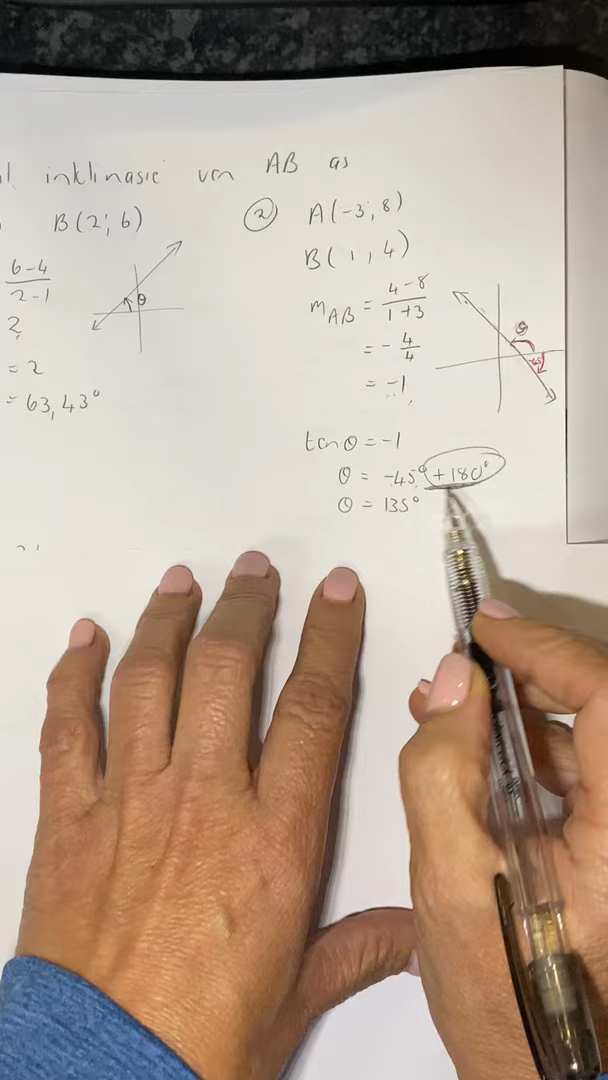 inklinasie van AB as
B(2; 6)
6-4
2-1
2
= 2
= 63,43°
θ
2
A(-3; 8)
B(1, 4)
mAB = 4-8
1+3
= - 4
4
= -1
tan θ = -1
θ = -45° +180°
θ = 135°
θ
-45°